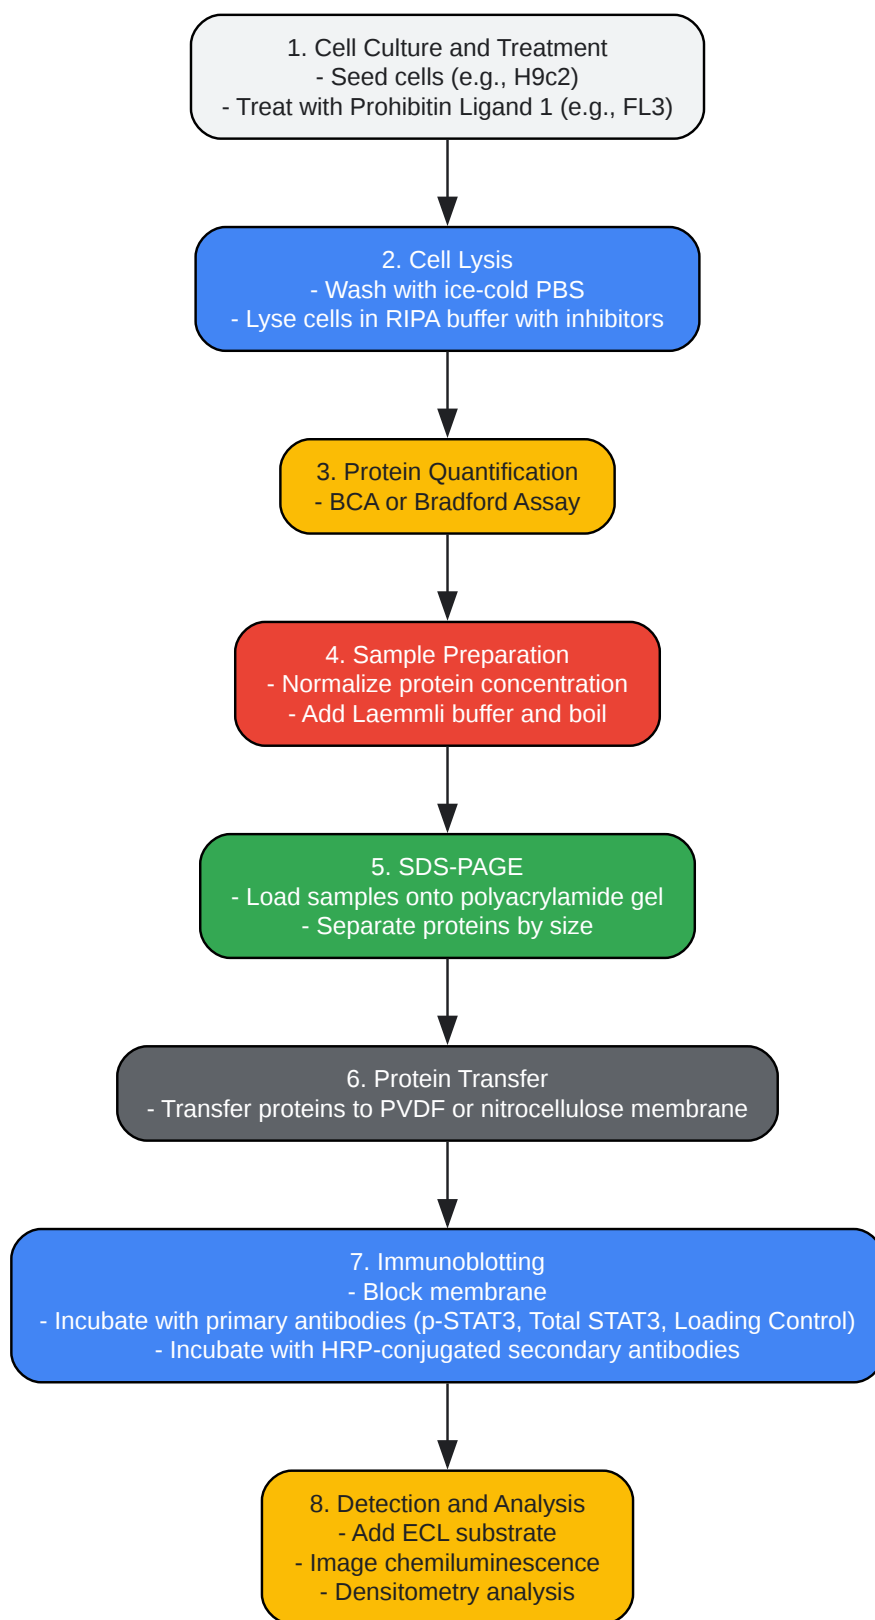 1. Cell Culture and Treatment
- Seed cells (e.g., H9c2)
- Treat with Prohibitin Ligand 1 (e.g., FL3)
2. Cell Lysis
- Wash with ice-cold PBS
- Lyse cells in RIPA buffer with inhibitors
3. Protein Quantification
- BCA or Bradford Assay
4. Sample Preparation
- Normalize protein concentration
- Add Laemmli buffer and boil
5. SDS-PAGE
- Load samples onto polyacrylamide gel
- Separate proteins by size
6. Protein Transfer
- Transfer proteins to PVDF or nitrocellulose membrane
7. Immunoblotting
- Block membrane
- Incubate with primary antibodies (p-STAT3, Total STAT3, Loading Control)
- Incubate with HRP-conjugated secondary antibodies
8. Detection and Analysis
- Add ECL substrate
- Image chemiluminescence
- Densitometry analysis